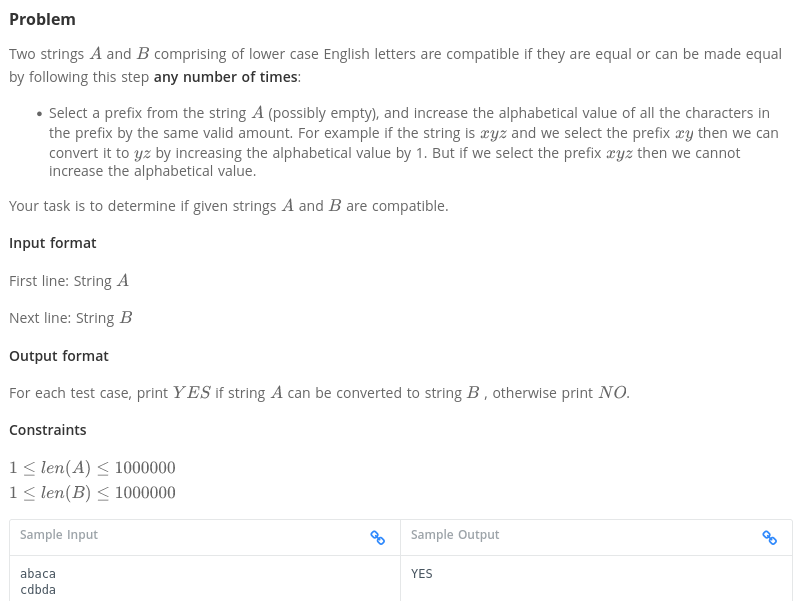 Problem
Two strings A and B comprising of lower case English letters are compatible if they are equal or can be made equal
by following this step any number of times:
• Select a prefix from the string A (possibly empty), and increase the alphabetical value of all the characters in
the prefix by the same valid amount. For example if the string is xyz and we select the prefix xy then we can
convert it to yz by increasing the alphabetical value by 1. But if we select the prefix xyz then we cannot
increase the alphabetical value.
Your task is to determine if given strings A and B are compatible.
Input format
First line: String A
Next line: String B
Output format
For each test case, print YES if string A can be converted to string B , otherwise print NO.
Constraints
1 ≤ len(A) ≤ 1000000
1 ≤ len(B) ≤ 1000000
Sample Input
Sample Output
abaca
YES
cdbda